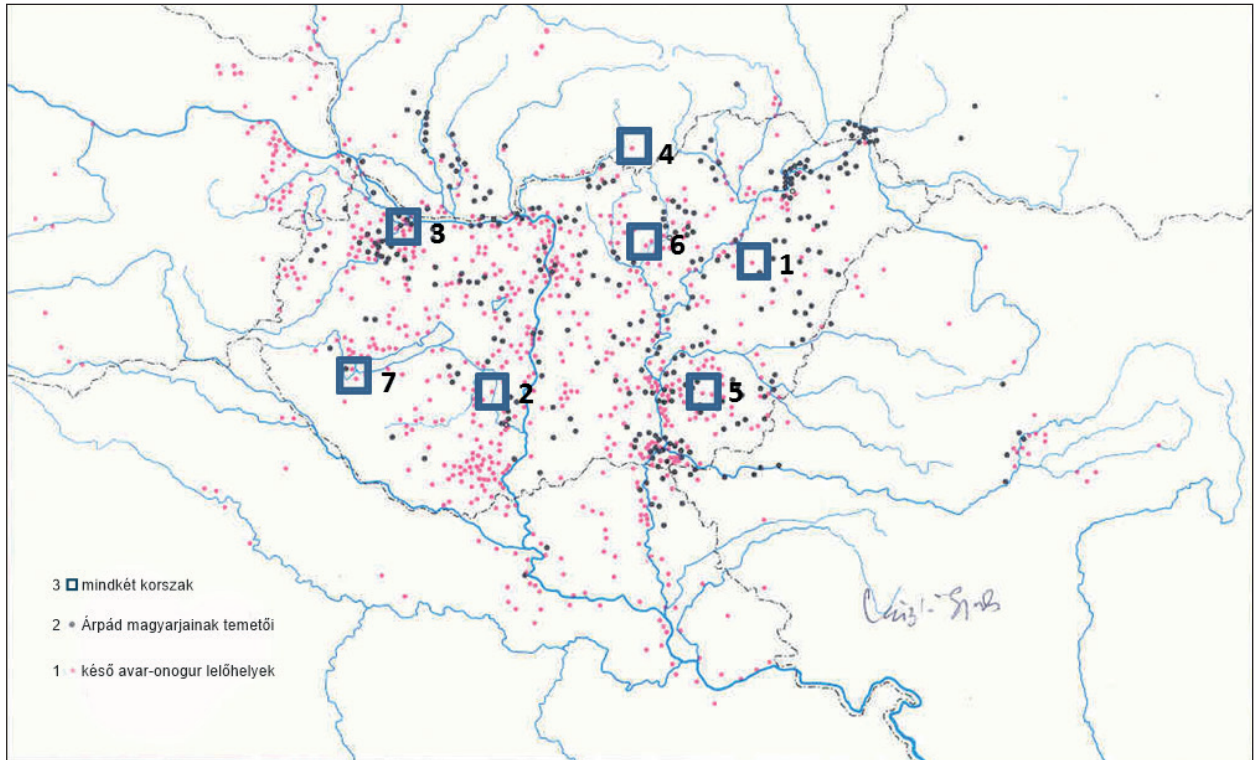 4
3
6
1
7
2
5
3 mindkét korszak
2 Árpád magyarjainak temetői
1 késő avar-onogur lelőhelyek